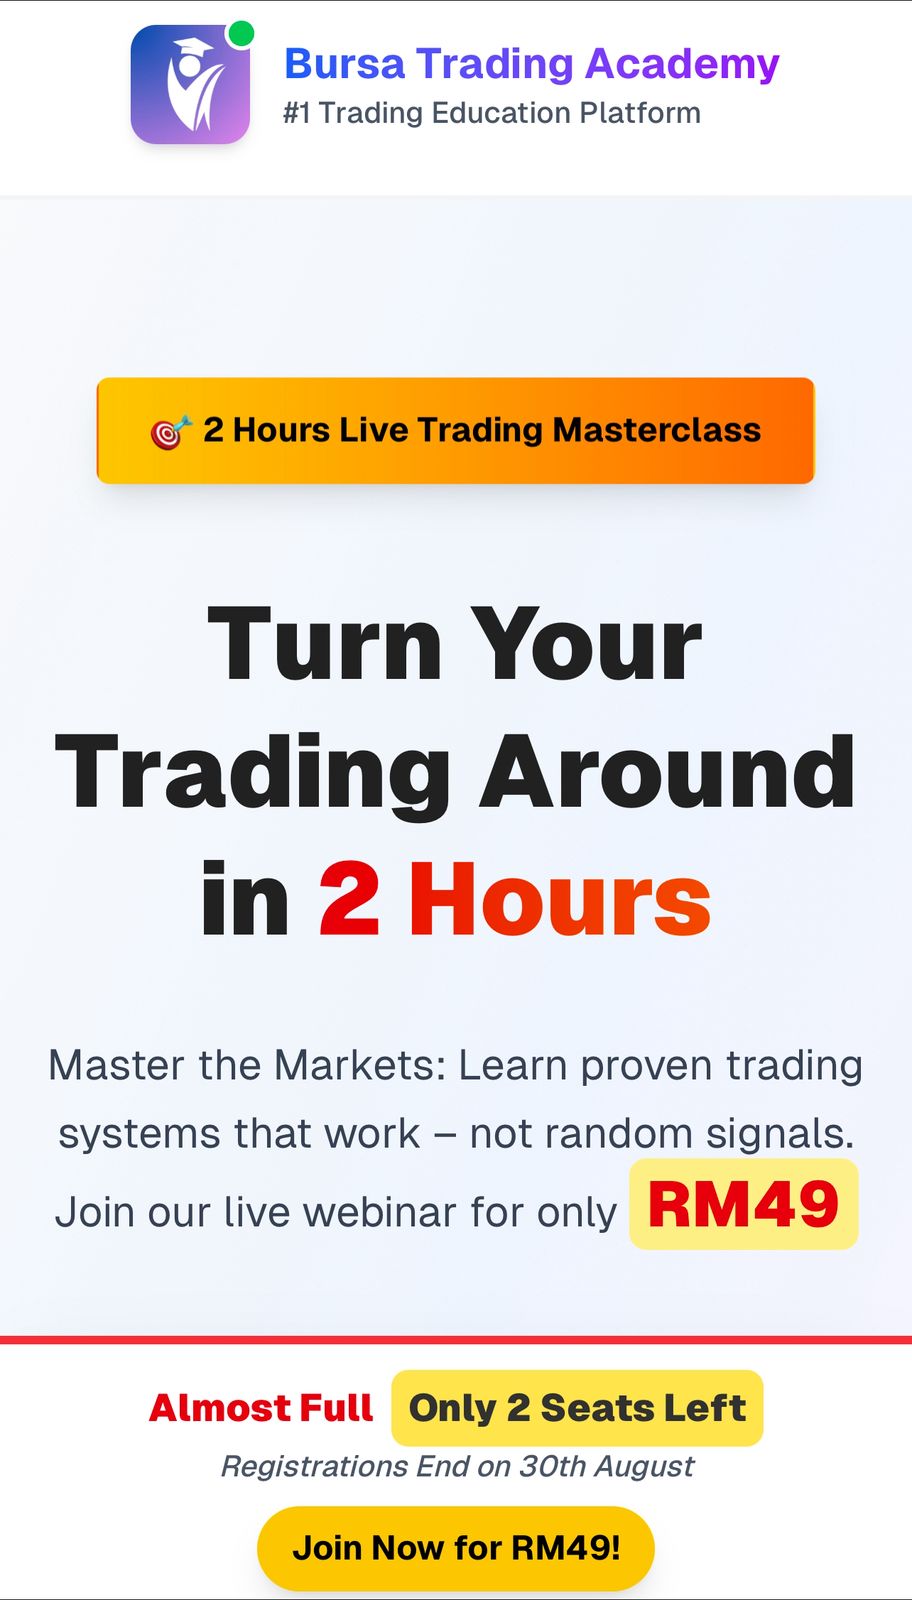 Bursa Trading Academy
#1 Trading Education Platform
🎯 2 Hours Live Trading Masterclass
Turn Your
Trading Around
in 2 Hours
Master the Markets: Learn proven trading
systems that work – not random signals.
Join our live webinar for only RM49
Almost Full Only 2 Seats Left
Registrations End on 30th August
Join Now for RM49!